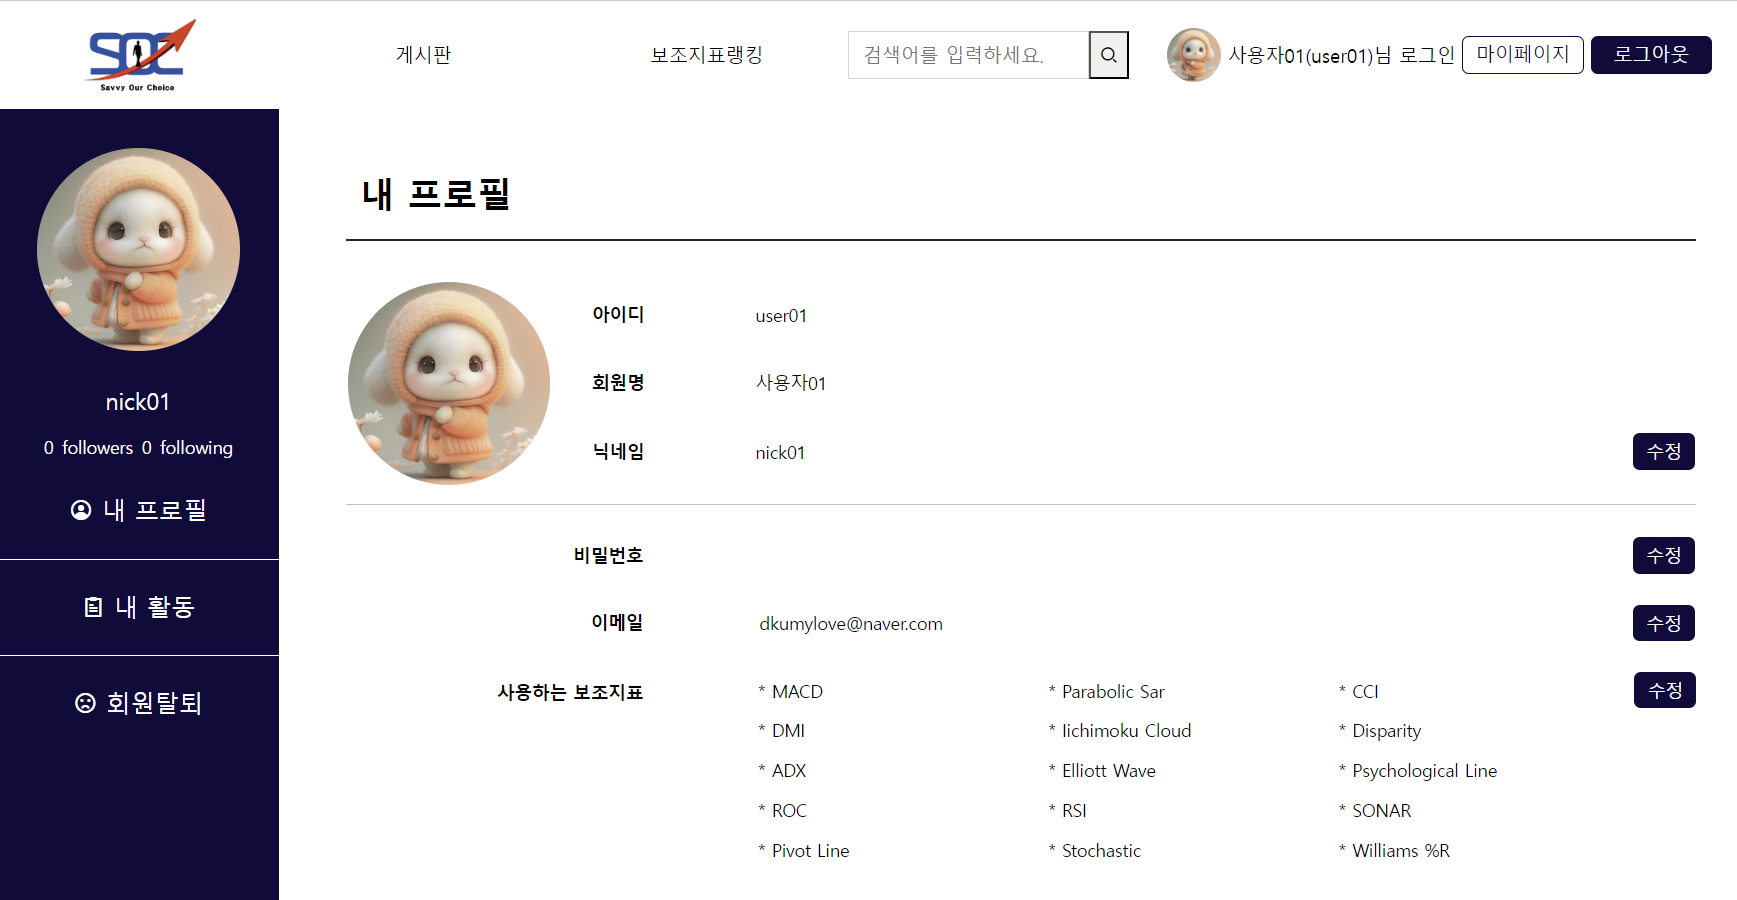 SOC
Savvy Our Choice
게시판
보조지표랭킹
검색어를 입력하세요.
사용자01(user01)님 로그인
마이페이지
로그아웃
nick01
0 followers 0 following
내 프로필
내 활동
회원탈퇴
내 프로필
아이디 user01
회원명 사용자01
닉네임 nick01 수정
비밀번호 수정
이메일 dkumylove@naver.com 수정
사용하는 보조지표 * MACD * Parabolic Sar * CCI 수정
* DMI * Iichimoku Cloud * Disparity
* ADX * Elliott Wave * Psychological Line
* ROC * RSI * SONAR
* Pivot Line * Stochastic * Williams %R